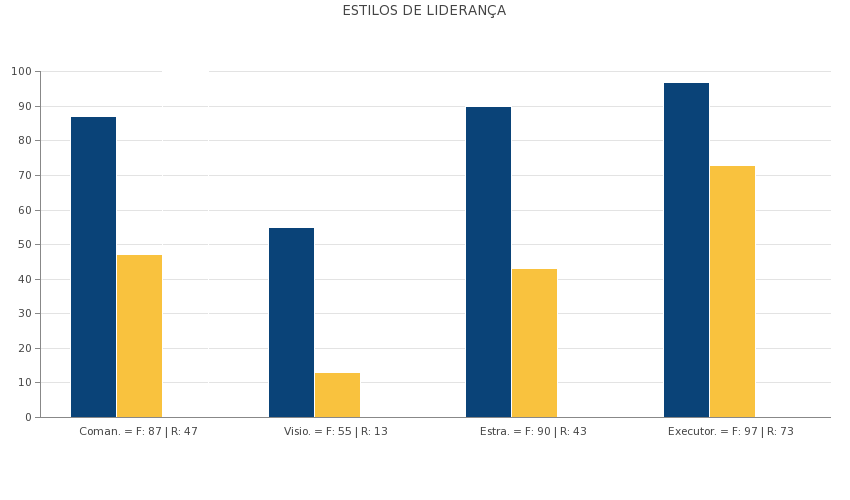 ESTILOS DE LIDERANÇA
100
90
80
70
60
50
40
30
20
10
0
Coman. = F: 87 | R: 47
Visio. = F: 55 | R: 13
Estra. = F: 90 | R: 43
Executor. = F: 97 | R: 73